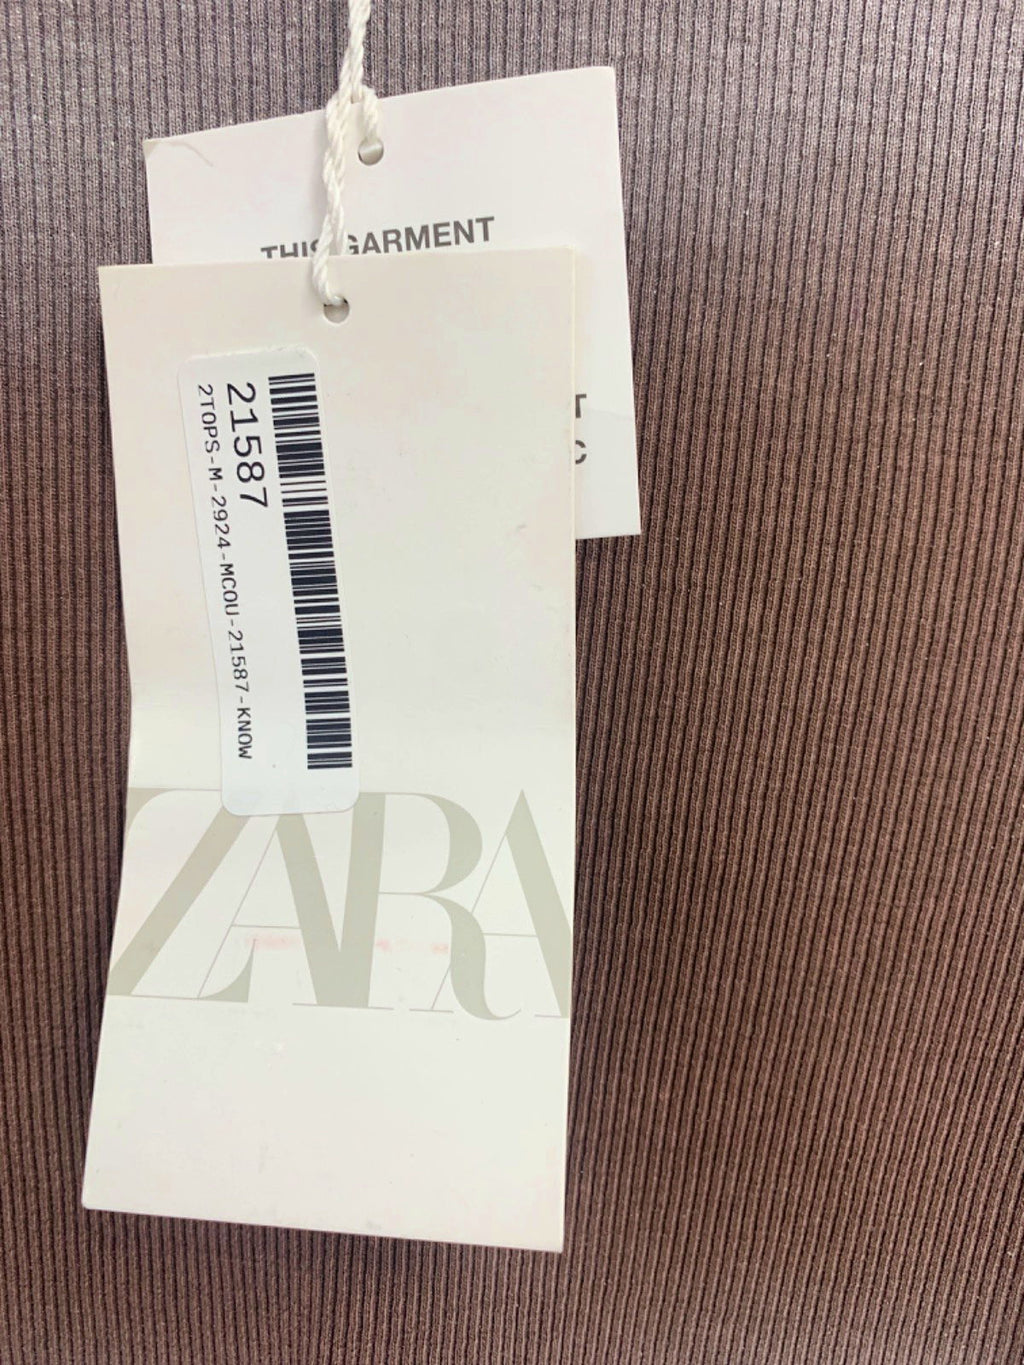 THIS GARMENT
21587
2TOPS-M-2924-MCOU-21587-KNOW
ZARA